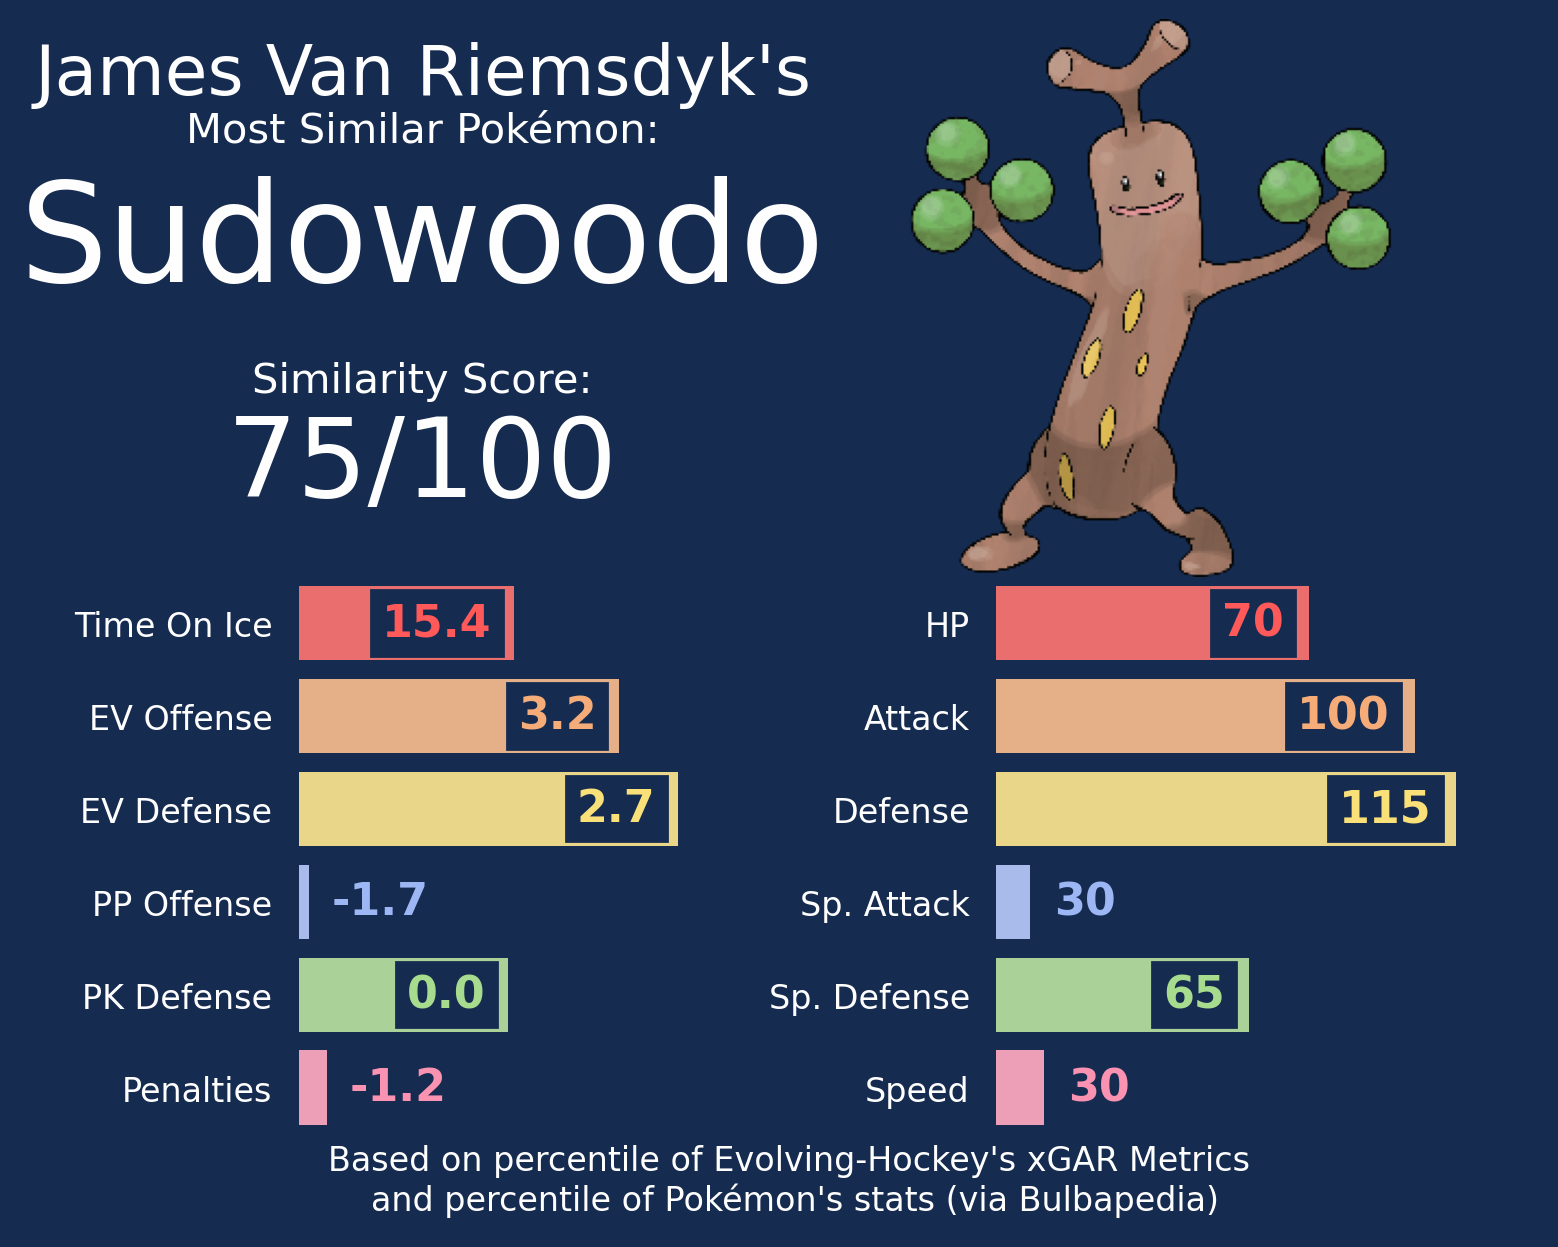 James Van Riemsdyk's
Most Similar Pokémon:
Sudowoodo
Similarity Score:
75/100
Time On Ice 15.4
EV Offense 3.2
EV Defense 2.7
PP Offense -1.7
PK Defense 0.0
Penalties -1.2
HP 70
Attack 100
Defense 115
Sp. Attack 30
Sp. Defense 65
Speed 30
Based on percentile of Evolving-Hockey's xGAR Metrics
and percentile of Pokémon's stats (via Bulbapedia)